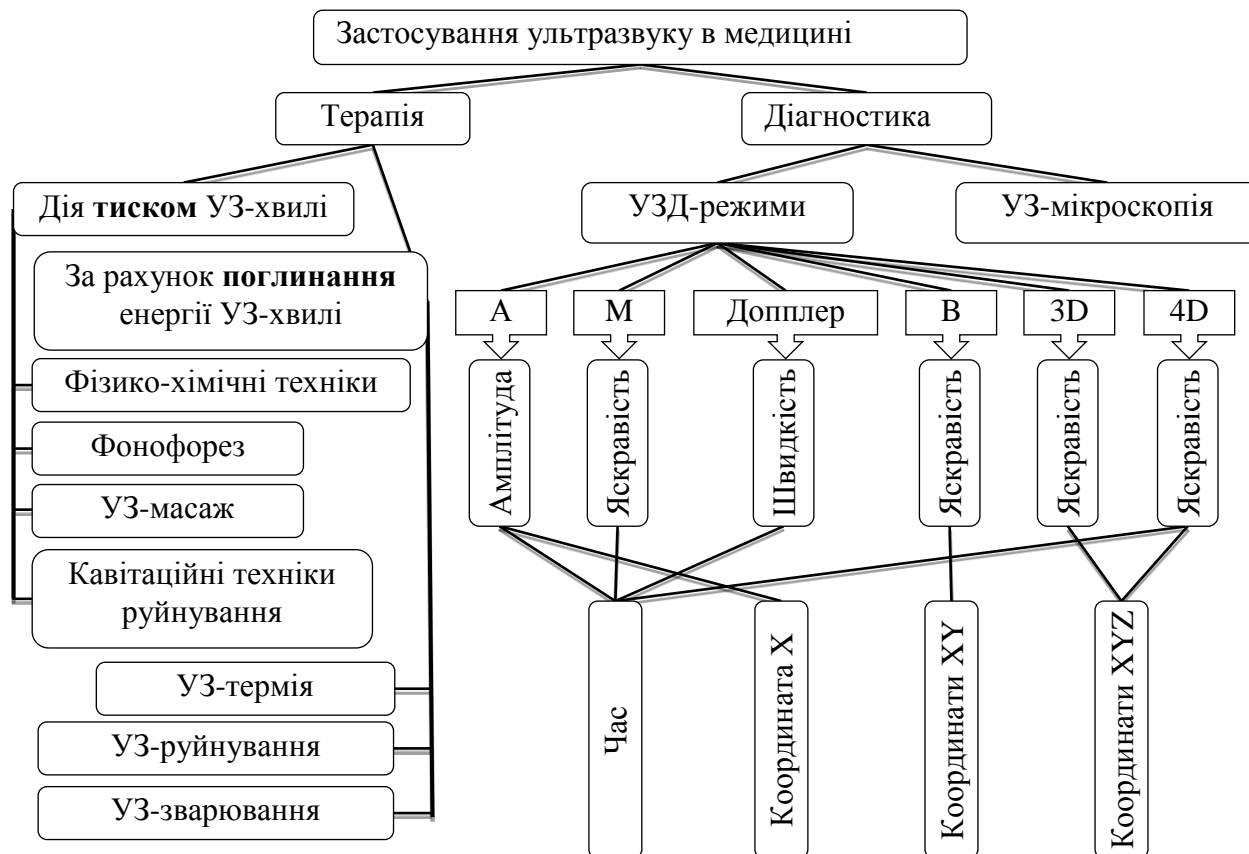 Застосування ультразвуку в медицині
Терапія
Діагностика
Дія тиском УЗ-хвилі
УЗД-режими
УЗ-мікроскопія
За рахунок поглинання
енергії УЗ-хвилі
A
M
Допплер
B
3D
4D
Фізико-хімічні техніки
Фонофорез
УЗ-масаж
Кавітаційні техніки
руйнування
УЗ-термія
УЗ-руйнування
УЗ-зварювання
Амплітуда
Яскравість
Швидкість
Яскравість
Яскравість
Яскравість
Час
Координата X
Координати XY
Координати XYZ